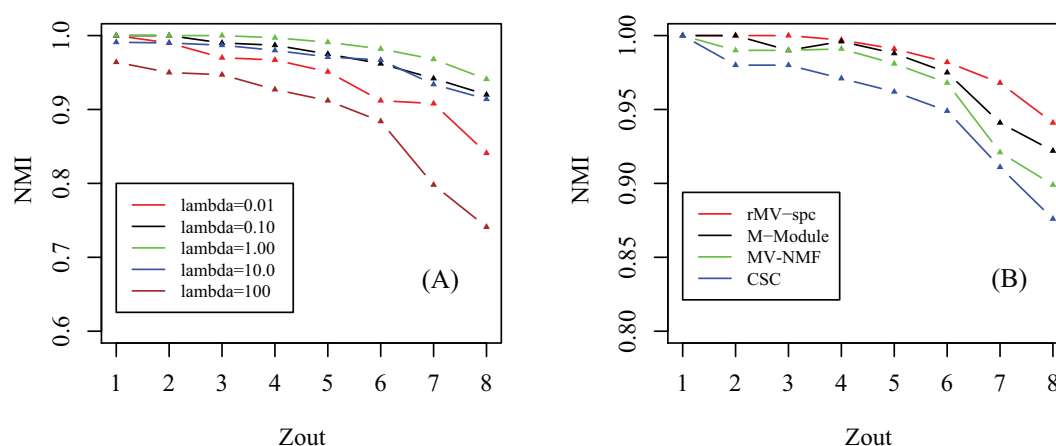 NMI
1.0
0.9
0.8
0.7
0.6
lambda=0.01
lambda=0.10
lambda=1.00
lambda=10.0
lambda=100
(A)
1 2 3 4 5 6 7 8
Zout
NMI
1.00
0.95
0.90
0.85
0.80
rMV−spc
M−Module
MV-NMF
CSC
(B)
1 2 3 4 5 6 7 8
Zout